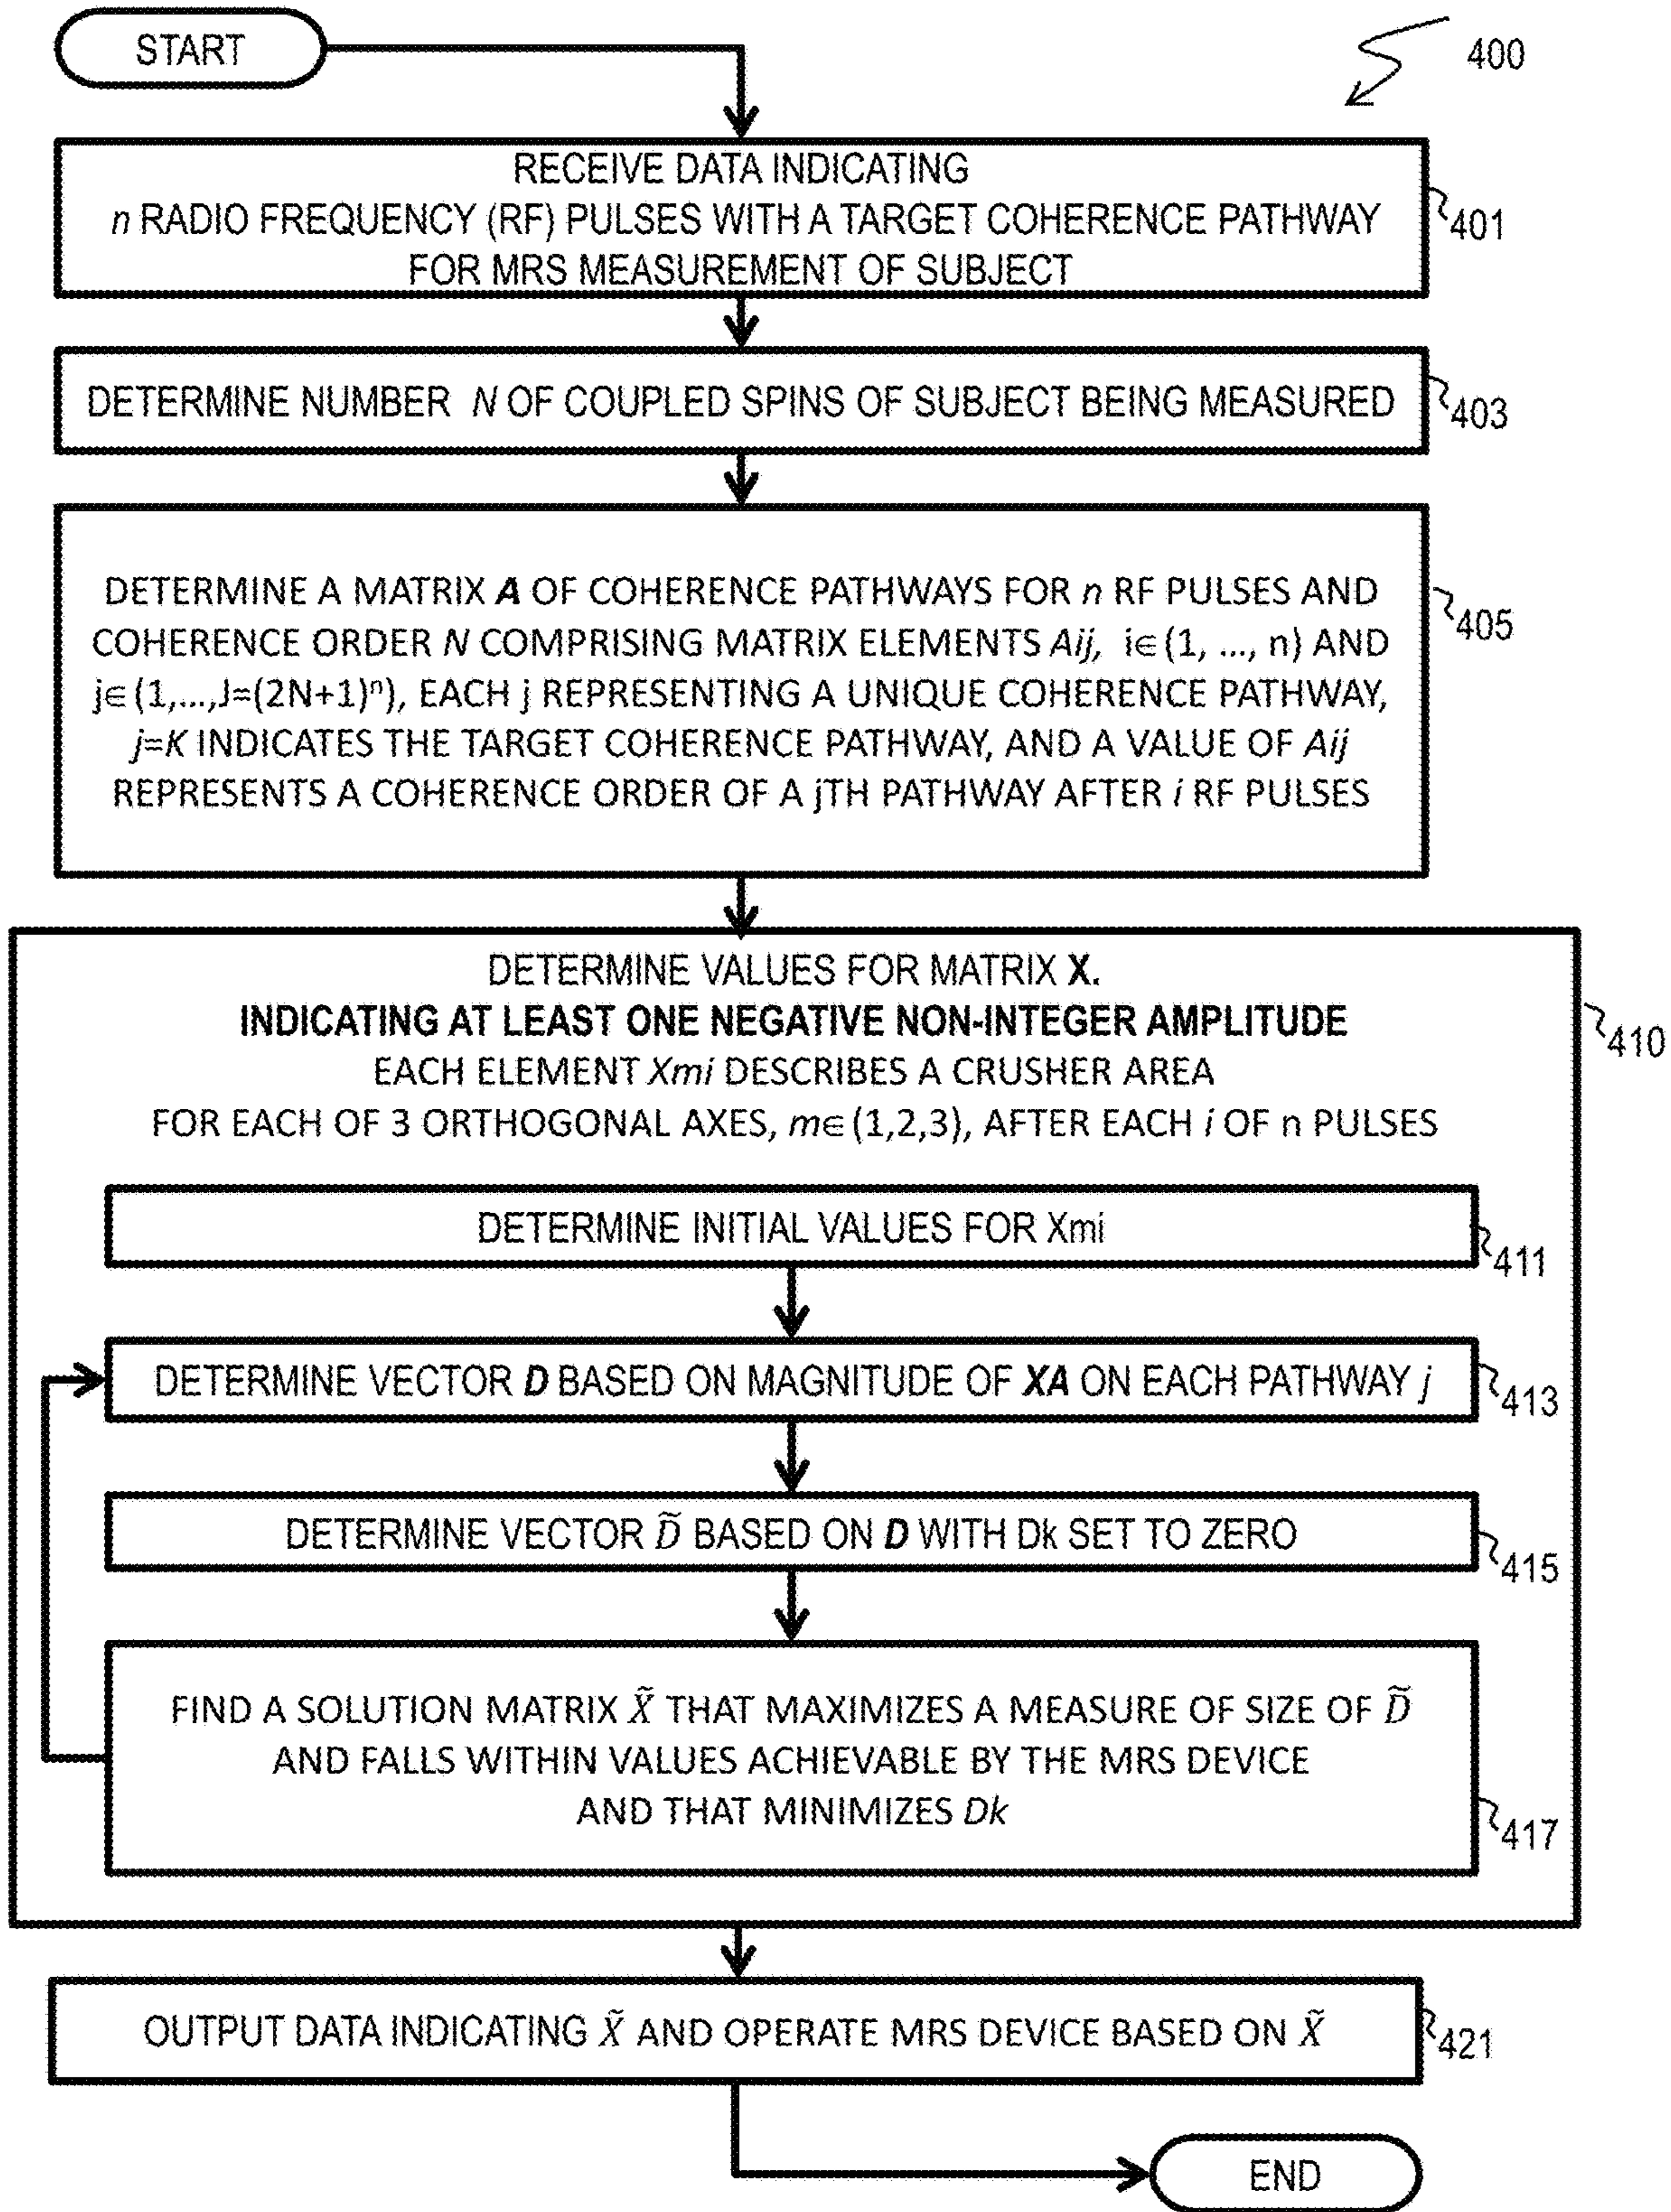 START
400
RECEIVE DATA INDICATING
n RADIO FREQUENCY (RF) PULSES WITH A TARGET COHERENCE PATHWAY
FOR MRS MEASUREMENT OF SUBJECT
401
DETERMINE NUMBER N OF COUPLED SPINS OF SUBJECT BEING MEASURED
403
DETERMINE A MATRIX A OF COHERENCE PATHWAYS FOR n RF PULSES AND
COHERENCE ORDER N COMPRISING MATRIX ELEMENTS Aij, i∈(1, ..., n) AND
j∈(1,...,J=(2N+1)ⁿ), EACH j REPRESENTING A UNIQUE COHERENCE PATHWAY,
j=K INDICATES THE TARGET COHERENCE PATHWAY, AND A VALUE OF Aij
REPRESENTS A COHERENCE ORDER OF A jTH PATHWAY AFTER i RF PULSES
405
DETERMINE VALUES FOR MATRIX X.
INDICATING AT LEAST ONE NEGATIVE NON-INTEGER AMPLITUDE
EACH ELEMENT Xmi DESCRIBES A CRUSHER AREA
FOR EACH OF 3 ORTHOGONAL AXES, m∈(1,2,3), AFTER EACH i OF n PULSES
410
DETERMINE INITIAL VALUES FOR Xmi
411
DETERMINE VECTOR D BASED ON MAGNITUDE OF XA ON EACH PATHWAY j
413
DETERMINE VECTOR D̃ BASED ON D WITH Dk SET TO ZERO
415
FIND A SOLUTION MATRIX X̃ THAT MAXIMIZES A MEASURE OF SIZE OF D̃
AND FALLS WITHIN VALUES ACHIEVABLE BY THE MRS DEVICE
AND THAT MINIMIZES Dk
417
OUTPUT DATA INDICATING X̃ AND OPERATE MRS DEVICE BASED ON X̃
421
END